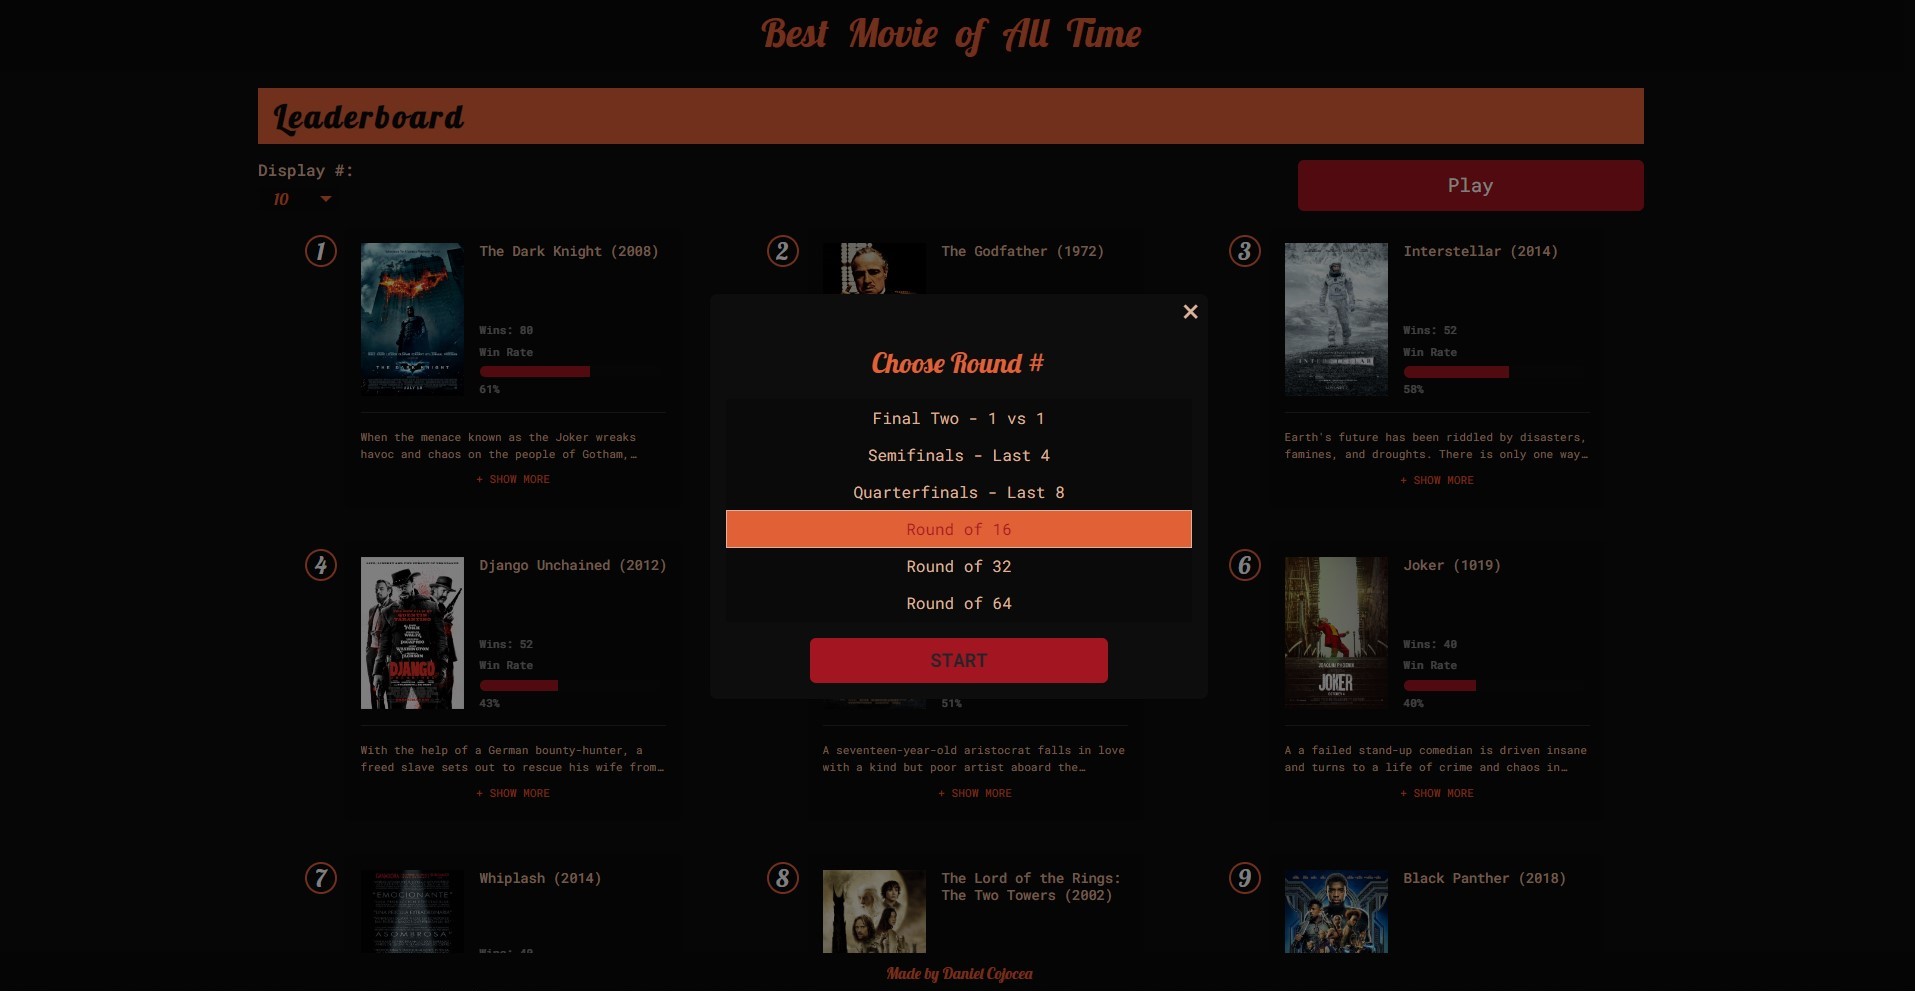 Best Movie of All Time
Leaderboard
Display #:
10
Play
1
The Dark Knight (2008)
Wins: 80
Win Rate
61%
When the menace known as the Joker wreaks
havoc and chaos on the people of Gotham,…
+ SHOW MORE
2
The Godfather (1972)
3
Interstellar (2014)
Wins: 52
Win Rate
58%
Earth's future has been riddled by disasters,
famines, and droughts. There is only one way…
+ SHOW MORE
×
Choose Round #
Final Two - 1 vs 1
Semifinals - Last 4
Quarterfinals - Last 8
Round of 16
Round of 32
Round of 64
START
4
DJANGO
Django Unchained (2012)
Wins: 52
Win Rate
43%
With the help of a German bounty-hunter, a
freed slave sets out to rescue his wife from…
+ SHOW MORE
51%
A seventeen-year-old aristocrat falls in love
with a kind but poor artist aboard the…
+ SHOW MORE
6
JOKER
Joker (1019)
Wins: 40
Win Rate
40%
A a failed stand-up comedian is driven insane
and turns to a life of crime and chaos in…
+ SHOW MORE
7
"EMOCIONANTE"
ASOMBROSA
Whiplash (2014)
Wins: 40
8
The Lord of the Rings:
The Two Towers (2002)
9
Black Panther (2018)
Made by Daniel Cojocea